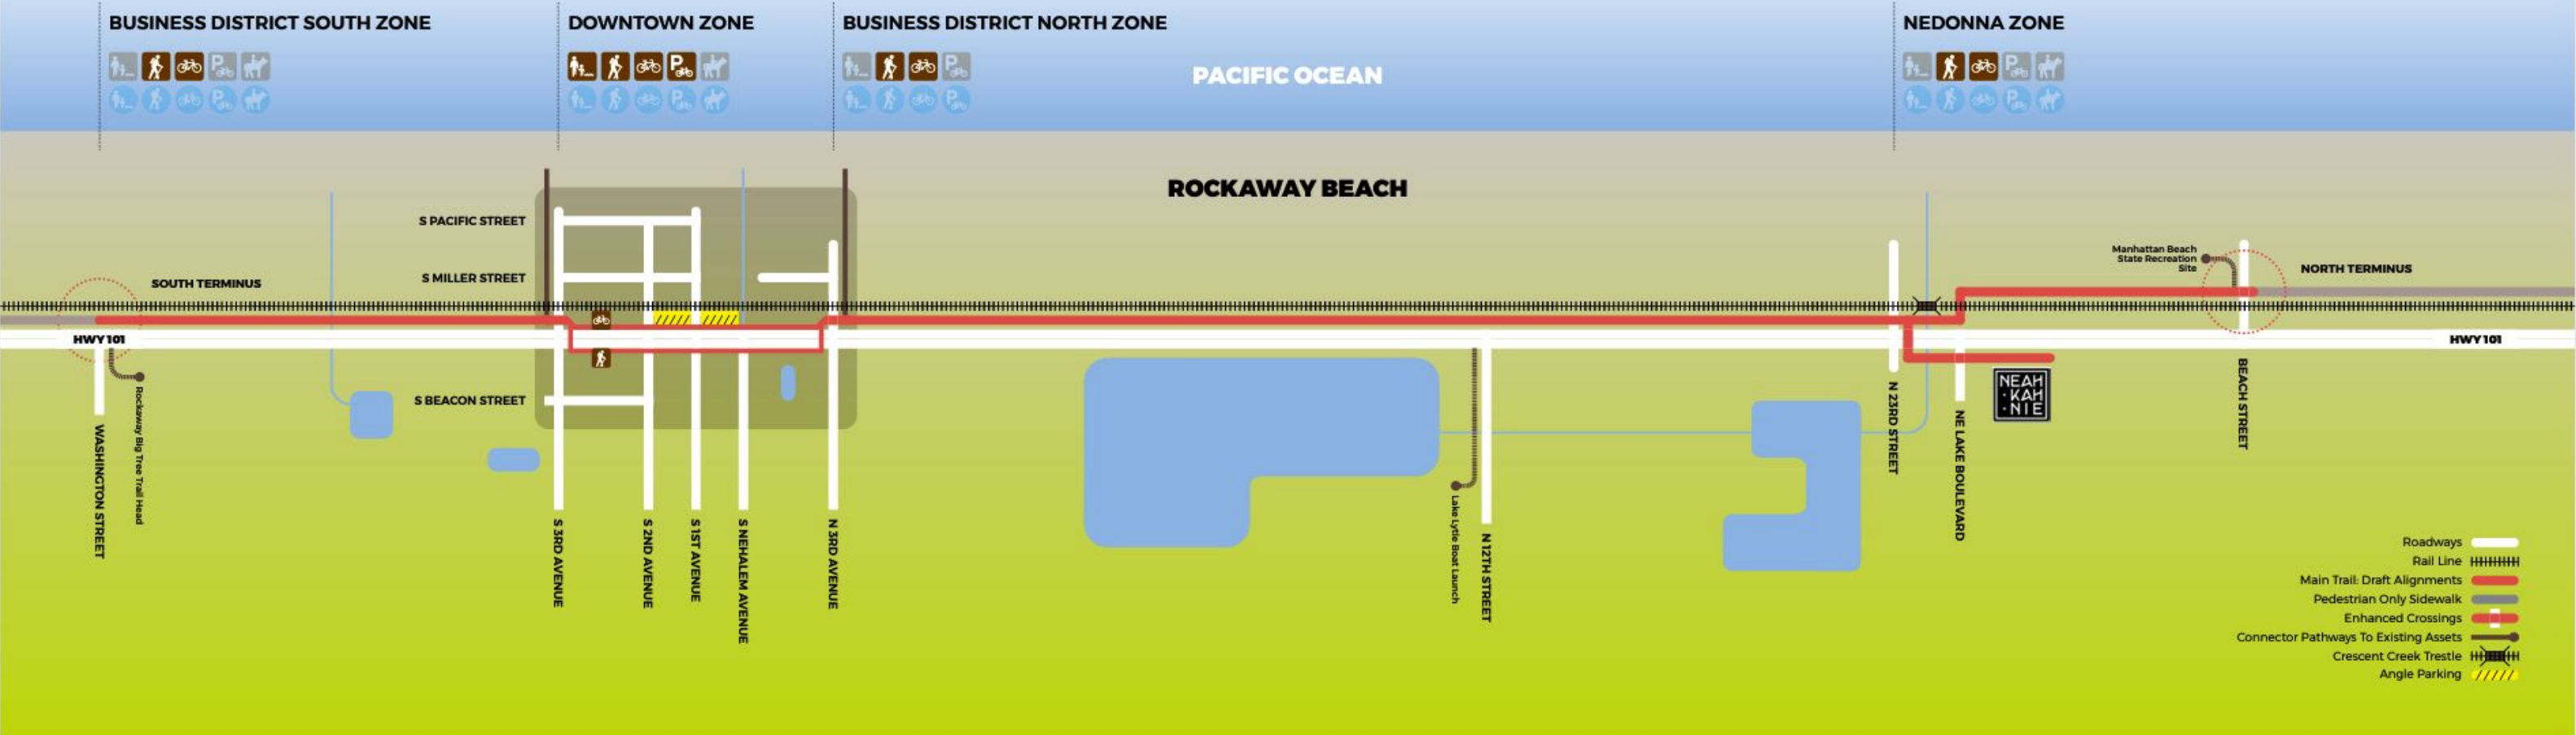 BUSINESS DISTRICT SOUTH ZONE
DOWNTOWN ZONE
BUSINESS DISTRICT NORTH ZONE
NEDONNA ZONE
PACIFIC OCEAN
ROCKAWAY BEACH
S PACIFIC STREET
S MILLER STREET
SOUTH TERMINUS
Manhattan Beach
State Recreation
Site
NORTH TERMINUS
HWY 101
HWY 101
S BEACON STREET
NEAH
·KAH
·NIE
WASHINGTON STREET
Rockaway Big Tree Trail Head
S 3RD AVENUE
S 2ND AVENUE
S 1ST AVENUE
S NEHALEM AVENUE
N 3RD AVENUE
Lake Lytle Boat Launch
N 12TH STREET
N 23RD STREET
NE LAKE BOULEVARD
BEACH STREET
Roadways
Rail Line
Main Trail: Draft Alignments
Pedestrian Only Sidewalk
Enhanced Crossings
Connector Pathways To Existing Assets
Crescent Creek Trestle
Angle Parking